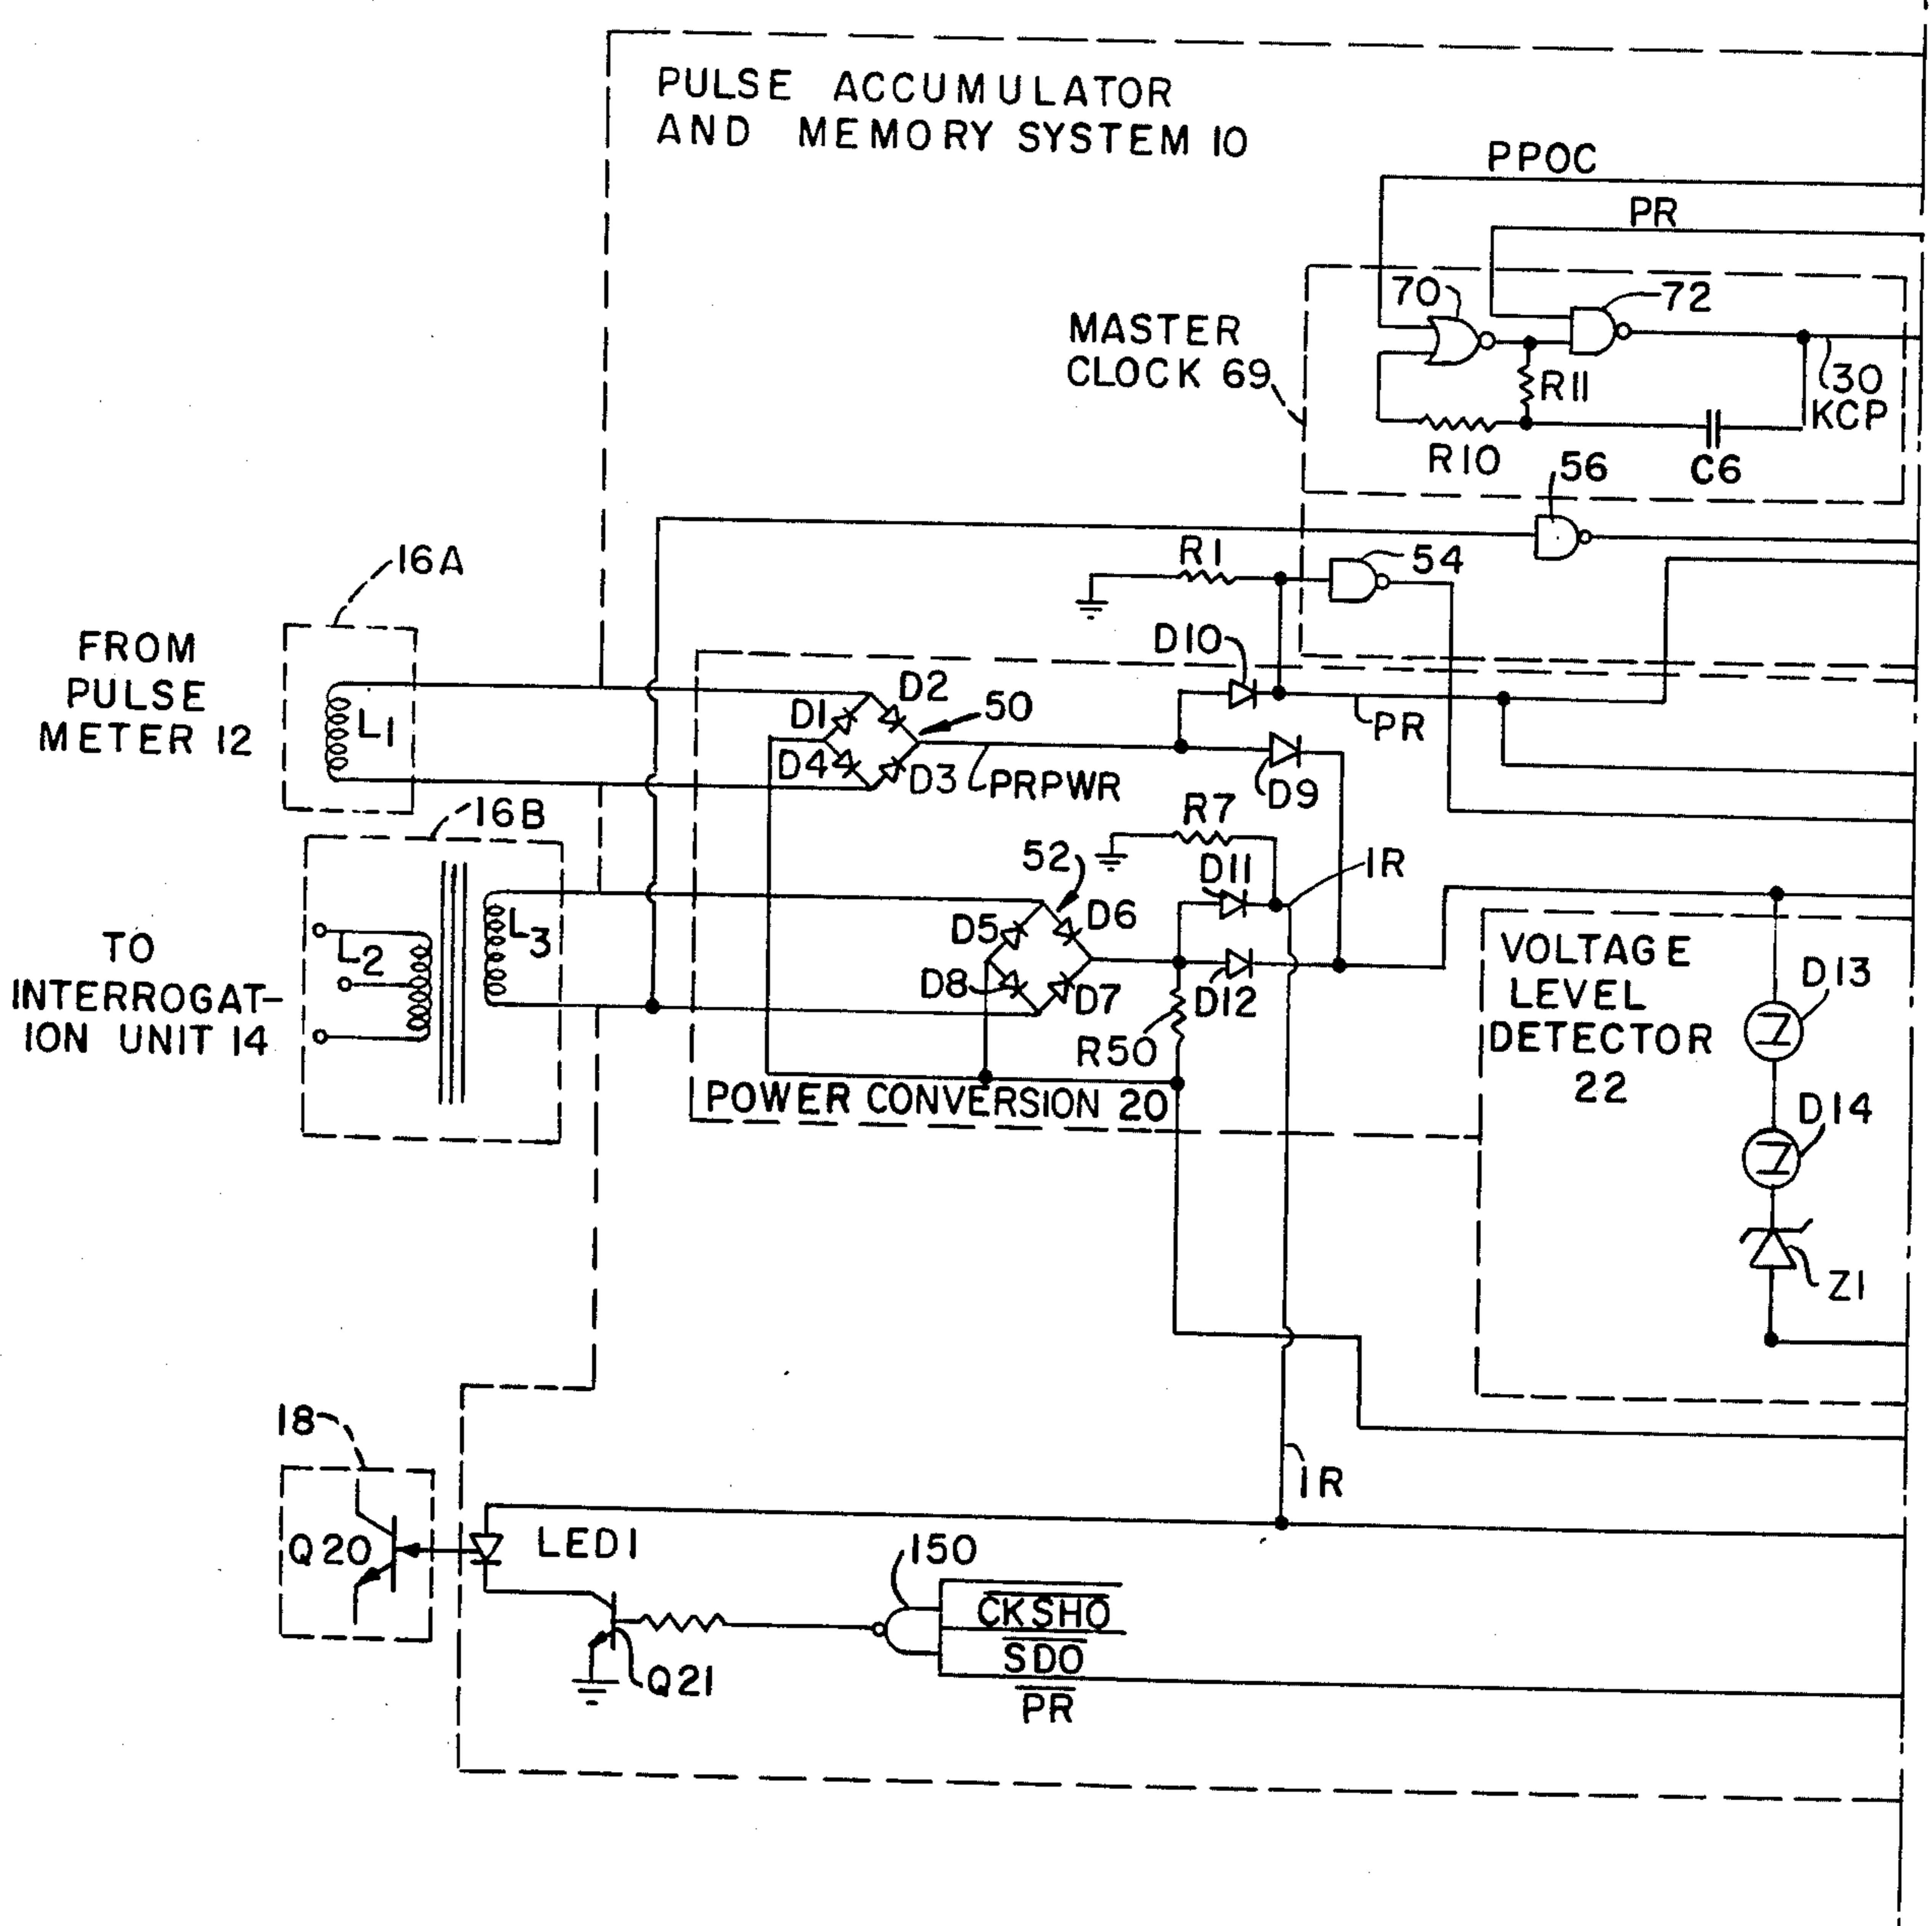 PULSE ACCUMULATOR
AND MEMORY SYSTEM 10
PPOC
PR
70
72
MASTER
CLOCK 69
R11
30
KCP
R10
C6
56
16A
R1
54
D10
FROM
PULSE
METER 12
L1
D2
D1
50
PR
D4
D3
PRPWR
D9
16B
R7
52
D11
1R
D5
D6
L3
TO
L2
INTERROGAT-
ION UNIT 14
D8
D7
D12
R50
VOLTAGE
LEVEL
DETECTOR
22
D13
D14
POWER CONVERSION 20
Z1
18
1R
Q20
LED1
150
CKSHO
SDO
Q21
PR